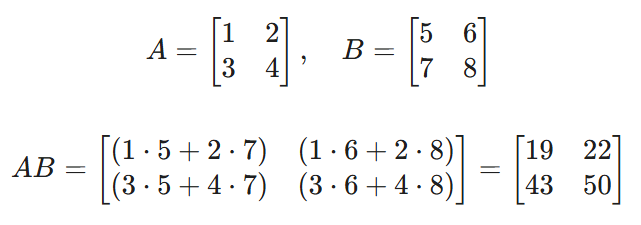 A = [1 2; 3 4], B = [5 6; 7 8]
AB = [(1 · 5 + 2 · 7) (1 · 6 + 2 · 8); (3 · 5 + 4 · 7) (3 · 6 + 4 · 8)] = [19 22; 43 50]